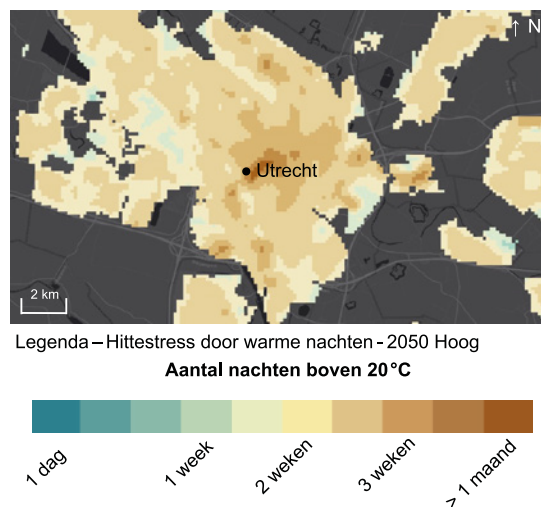 ↑ N
Utrecht
2 km
Legenda – Hittestress door warme nachten - 2050 Hoog
Aantal nachten boven 20 °C
1 dag
1 week
2 weken
3 weken
> 1 maand